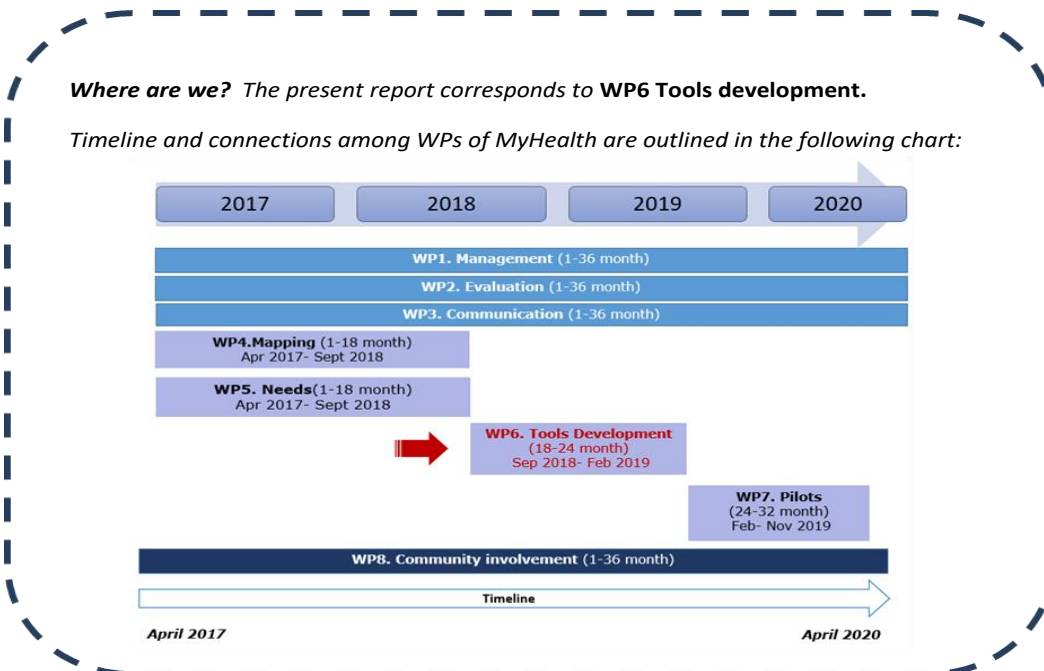 Where are we? The present report corresponds to WP6 Tools development.
Timeline and connections among WPs of MyHealth are outlined in the following chart:
2017 2018 2019 2020
WP1. Management (1-36 month)
WP2. Evaluation (1-36 month)
WP3. Communication (1-36 month)
WP4.Mapping (1-18 month)
Apr 2017- Sept 2018
WP5. Needs(1-18 month)
Apr 2017- Sept 2018
WP6. Tools Development
(18-24 month)
Sep 2018- Feb 2019
WP7. Pilots
(24-32 month)
Feb- Nov 2019
WP8. Community involvement (1-36 month)
Timeline
April 2017 April 2020